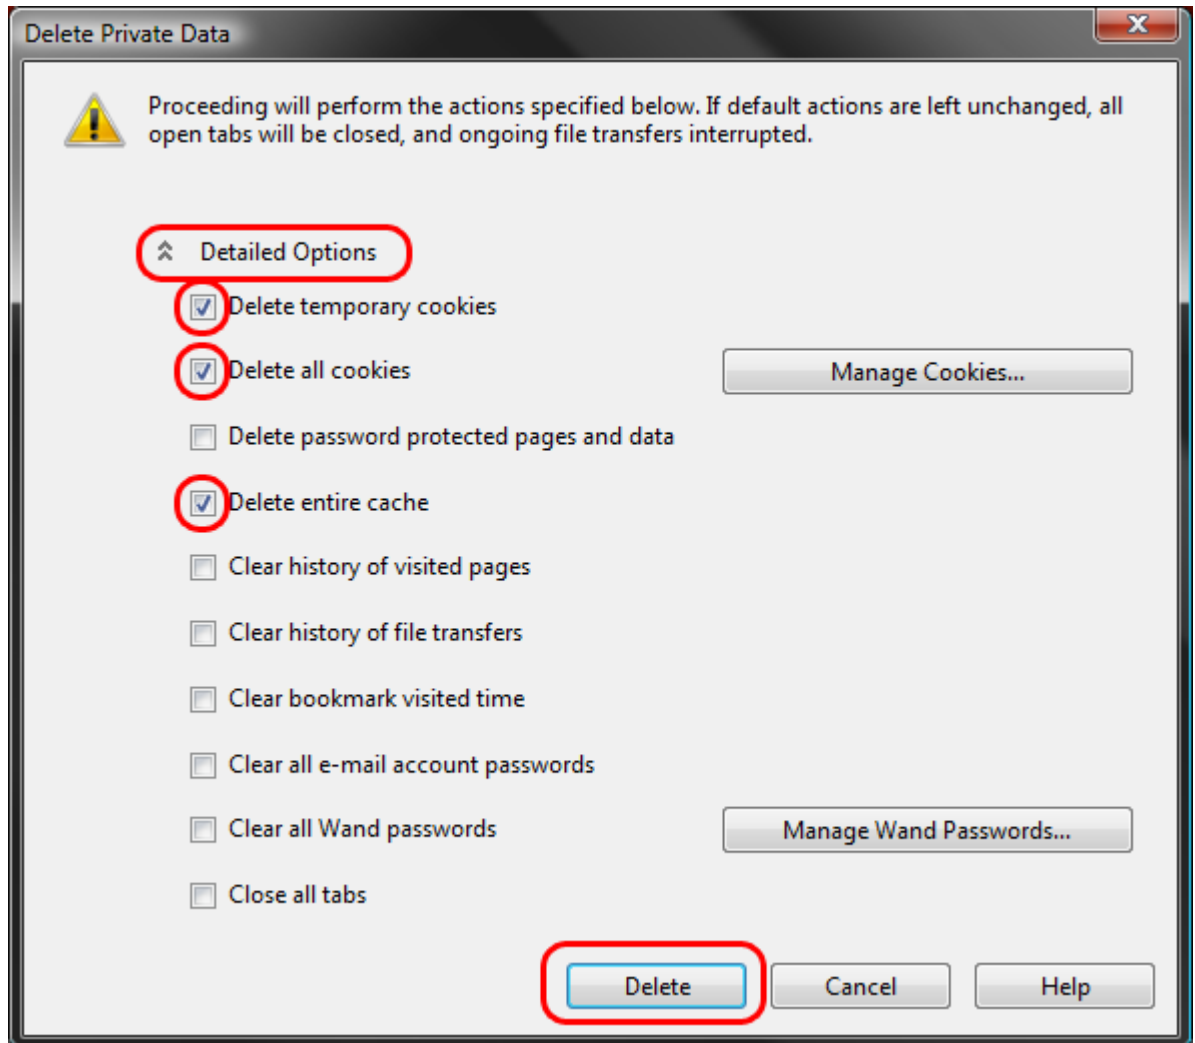 Delete Private Data
Proceeding will perform the actions specified below. If default actions are left unchanged, all
open tabs will be closed, and ongoing file transfers interrupted.
Detailed Options
Delete temporary cookies
Delete all cookies
Manage Cookies...
Delete password protected pages and data
Delete entire cache
Clear history of visited pages
Clear history of file transfers
Clear bookmark visited time
Clear all e-mail account passwords
Clear all Wand passwords
Manage Wand Passwords...
Close all tabs
Delete
Cancel
Help